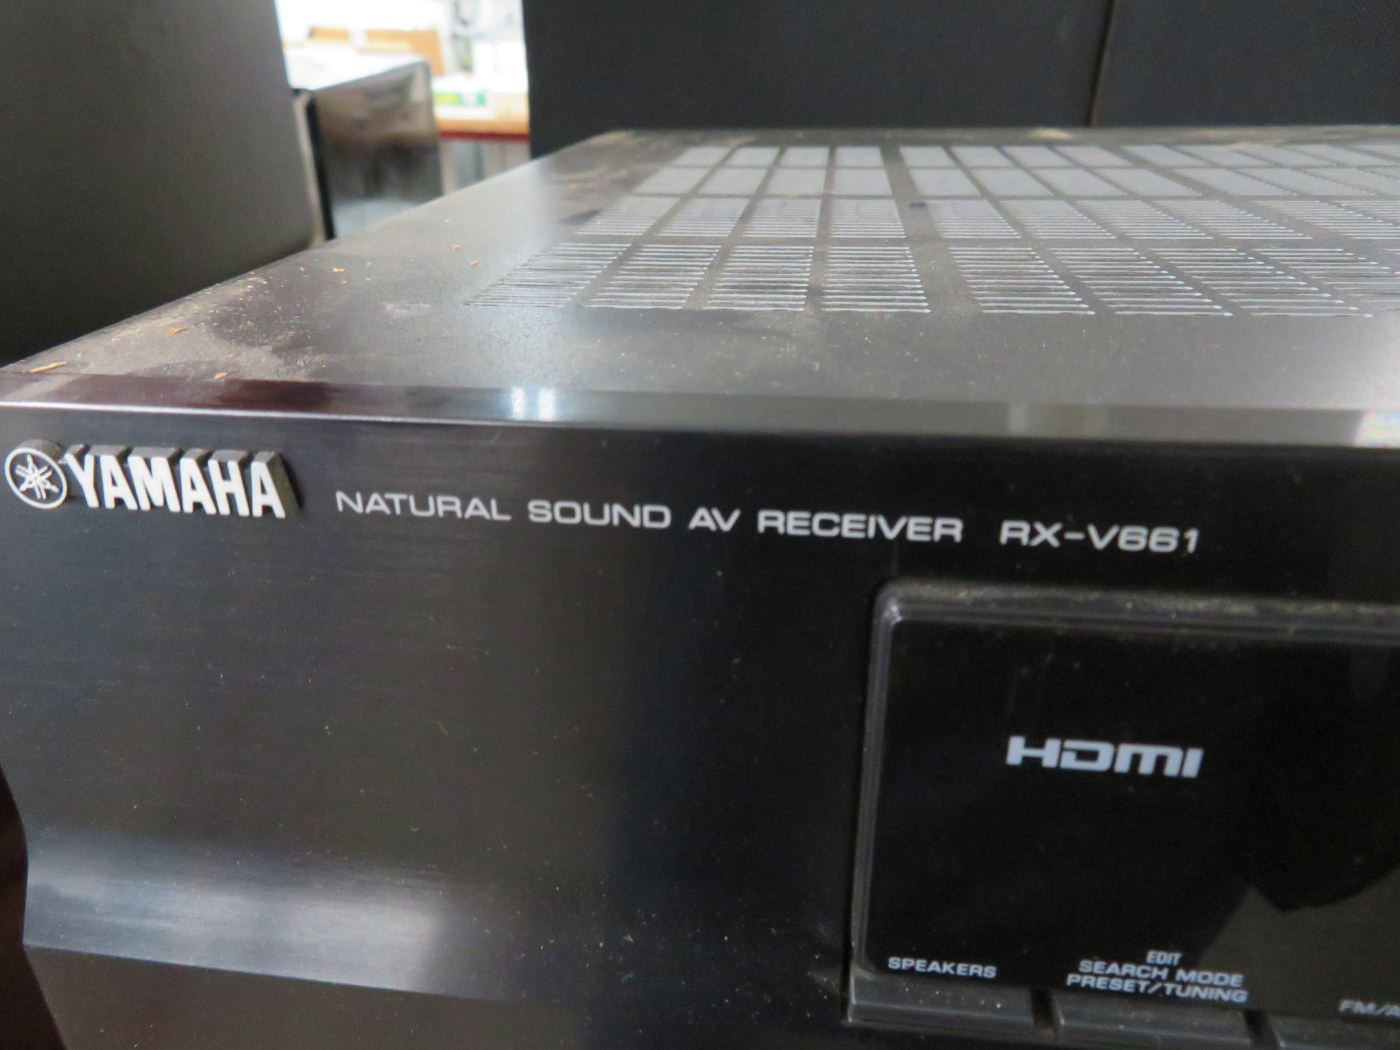 YAMAHA NATURAL SOUND AV RECEIVER RX-V661
HDMI
SPEAKERS
EDIT
SEARCH MODE
PRESET/TUNING